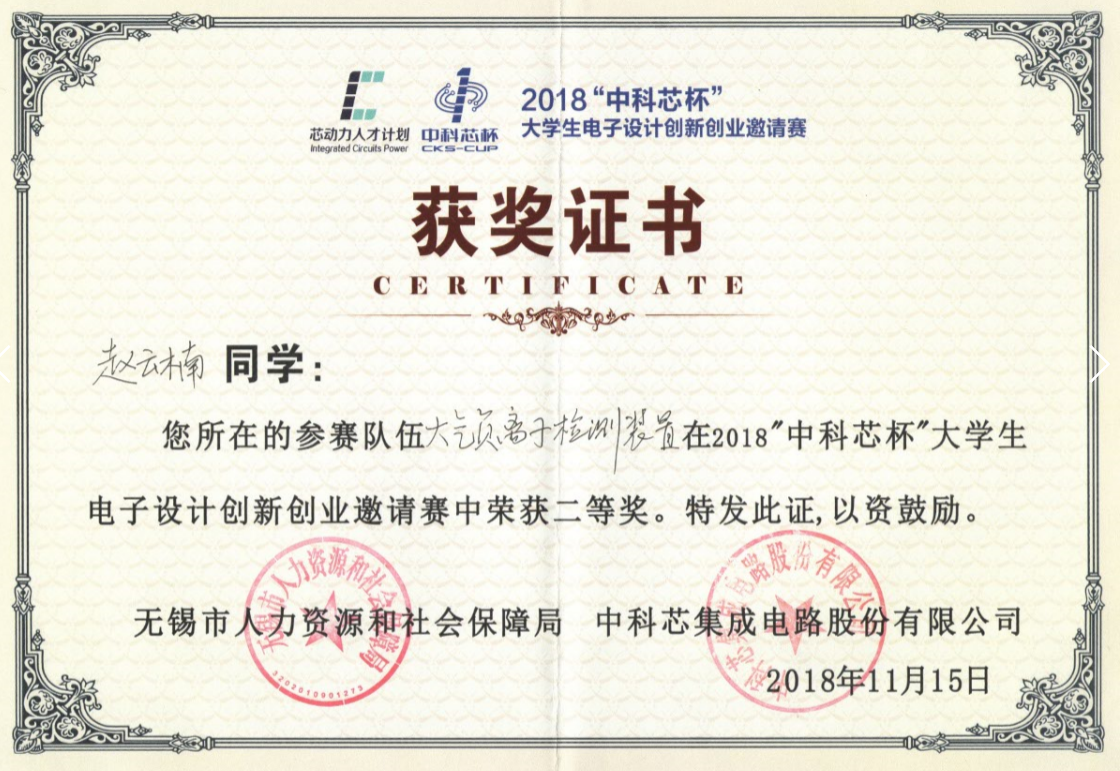 芯动力人才计划
Integrated Circuits Power
中科芯杯
CKS-CUP
2018“中科芯杯”
大学生电子设计创新创业邀请赛
获奖证书
CERTIFICATE
赵云楠 同学：
您所在的参赛队伍大气负离子检测装置在2018"中科芯杯"大学生
电子设计创新创业邀请赛中荣获二等奖。特发此证,以资鼓励。
无锡市人力资源和社会保障局
3202010901273
中科芯集成电路股份有限公司
无锡市人力资源和社会保障局 中科芯集成电路股份有限公司
2018年11月15日